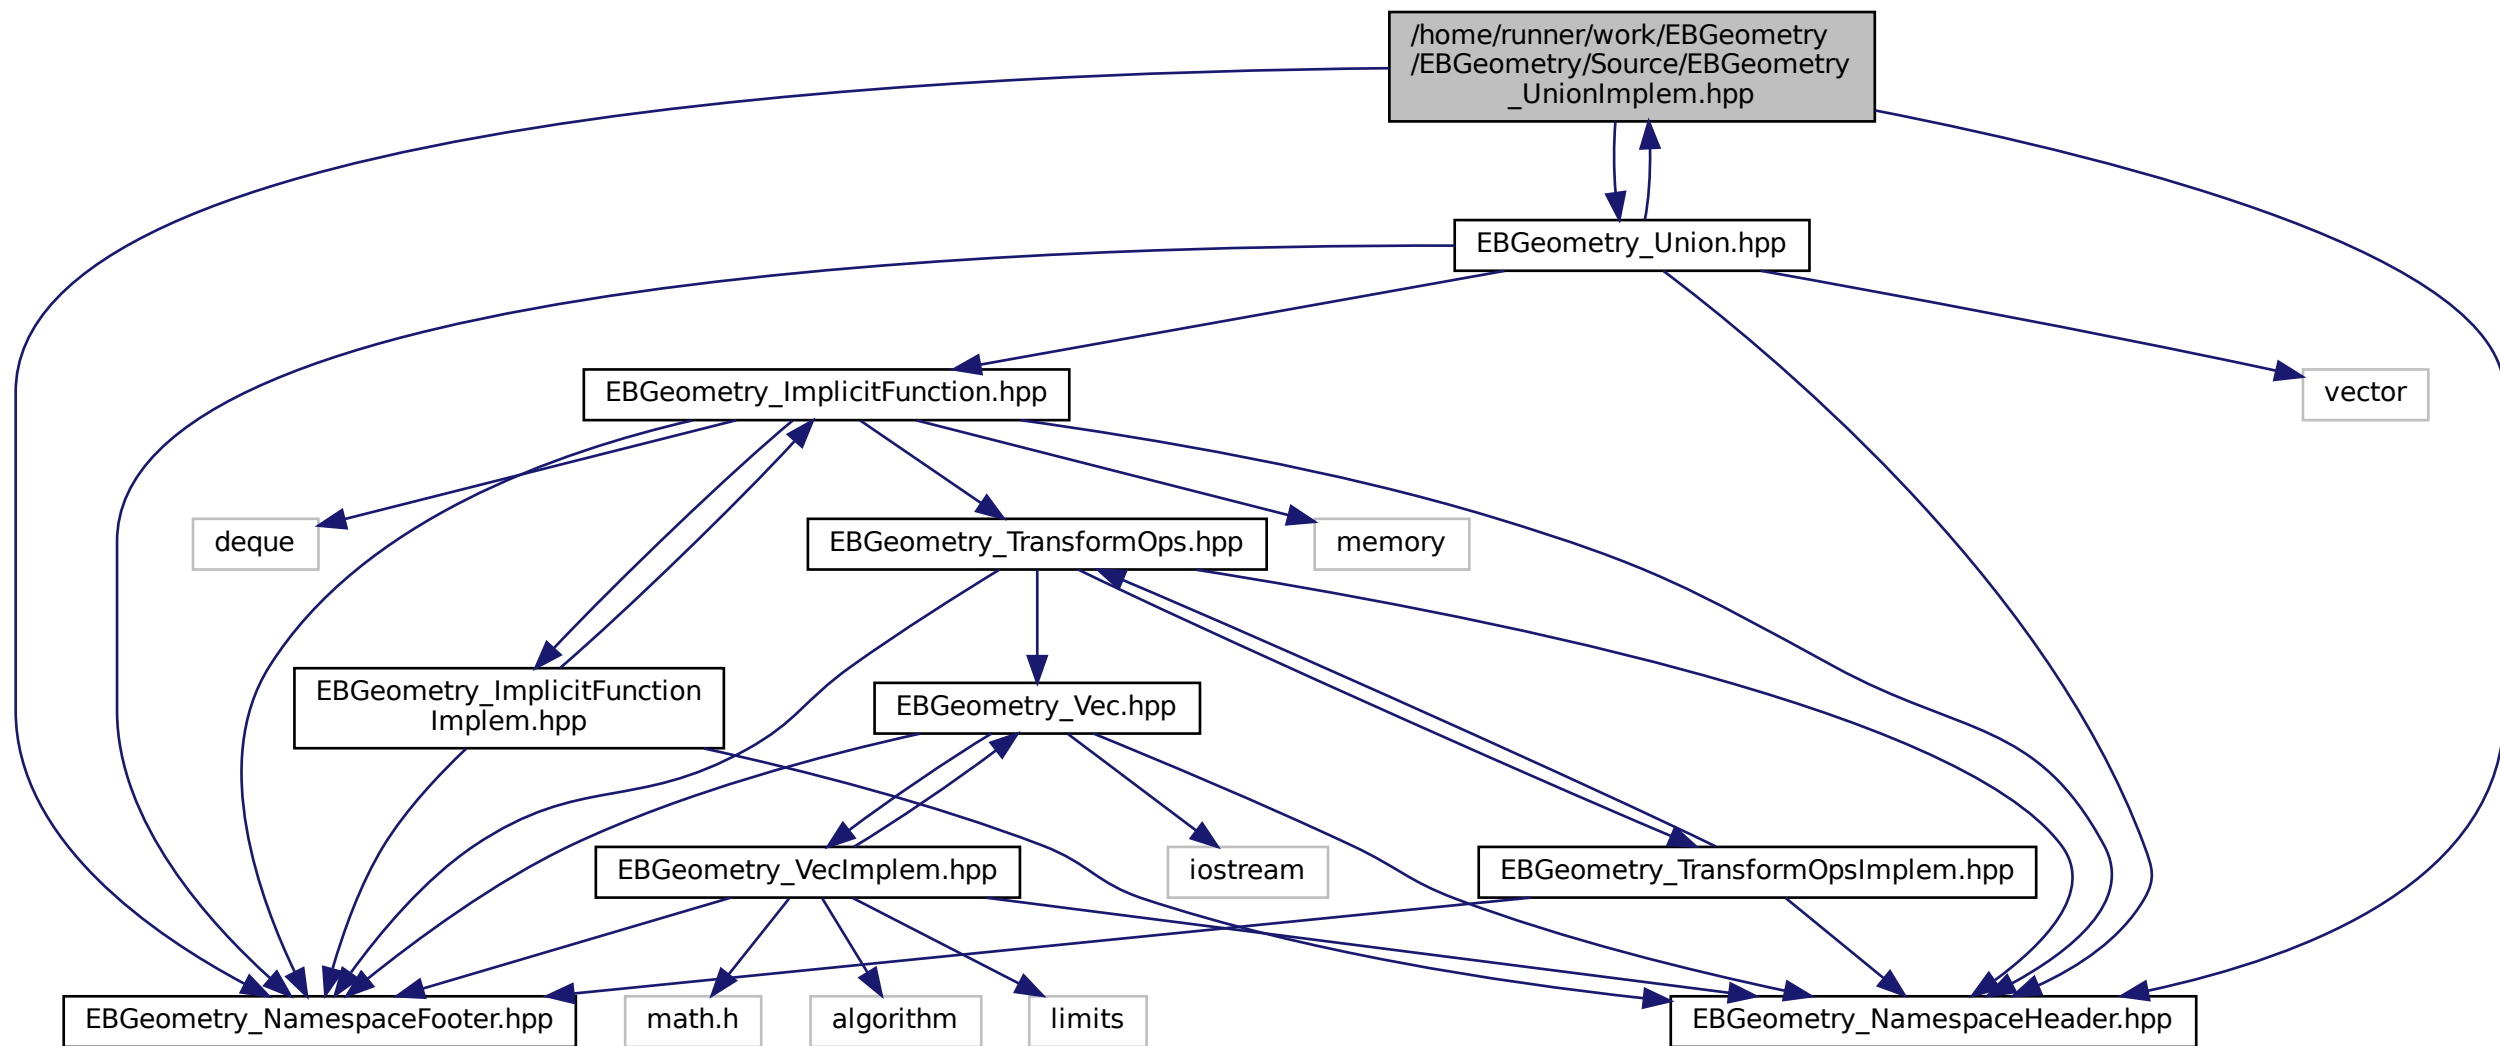 /home/runner/work/EBGeometry
/EBGeometry/Source/EBGeometry
_UnionImplem.hpp
EBGeometry_Union.hpp
EBGeometry_ImplicitFunction.hpp
vector
deque
EBGeometry_TransformOps.hpp
memory
EBGeometry_ImplicitFunction
Implem.hpp
EBGeometry_Vec.hpp
EBGeometry_VecImplem.hpp
iostream
EBGeometry_TransformOpsImplem.hpp
EBGeometry_NamespaceFooter.hpp
math.h
algorithm
limits
EBGeometry_NamespaceHeader.hpp